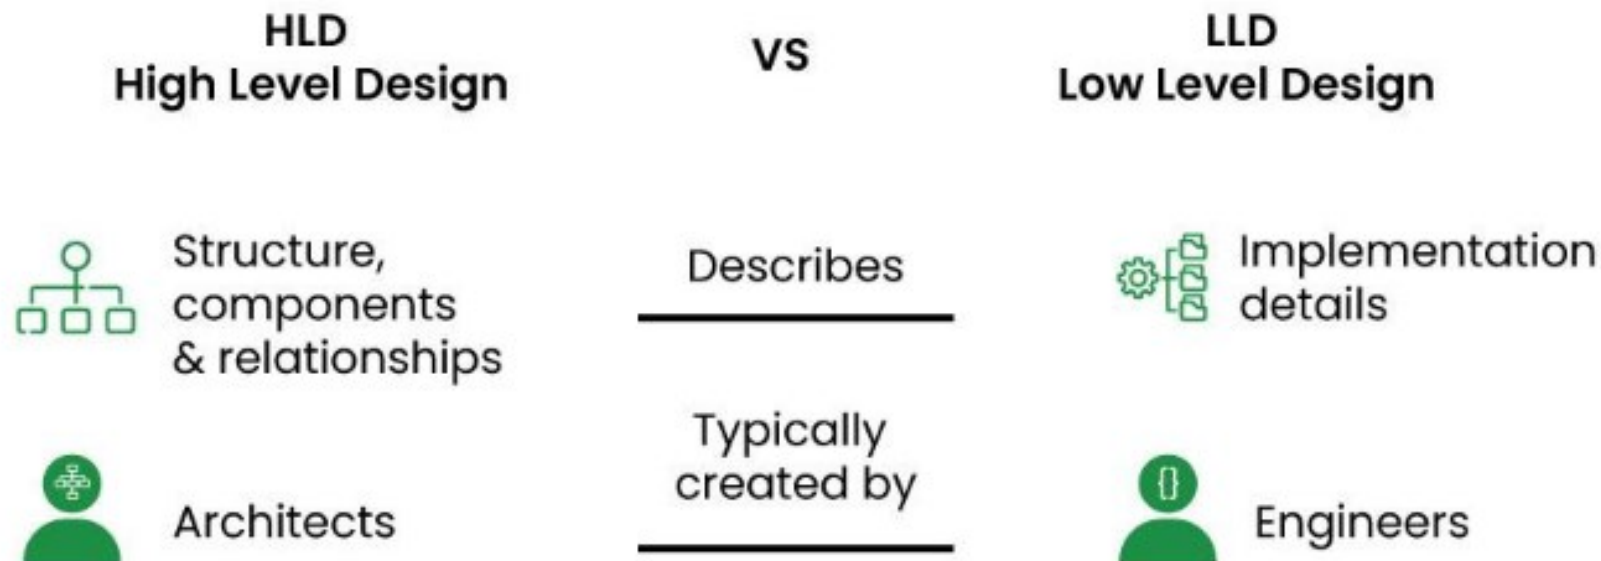 HLD
High Level Design
VS
LLD
Low Level Design
Structure,
components
& relationships
Describes
Implementation
details
Architects
Typically
created by
{}
Engineers